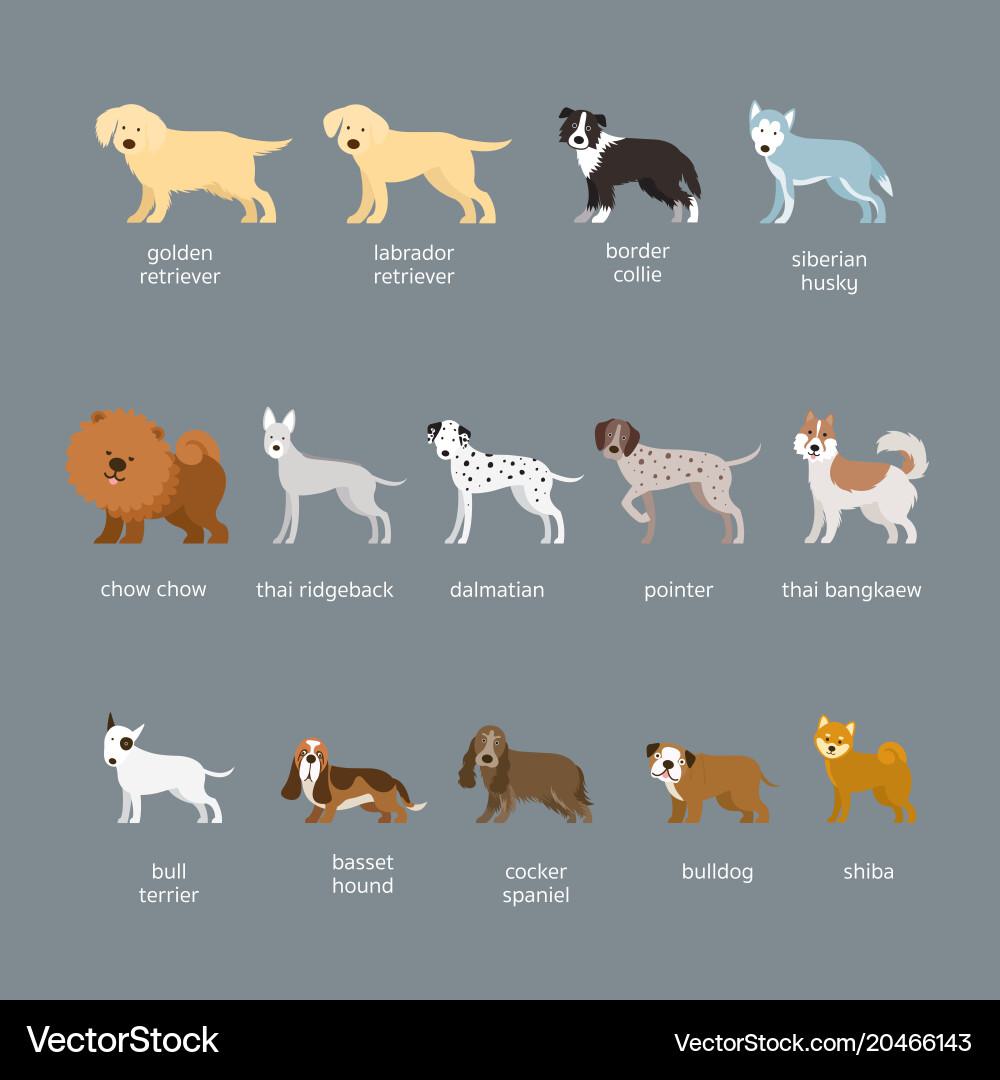 golden
retriever
labrador
retriever
border
collie
siberian
husky
chow chow
thai ridgeback
dalmatian
pointer
thai bangkaew
bull
terrier
basset
hound
cocker
spaniel
bulldog
shiba
VectorStock
VectorStock.com/20466143